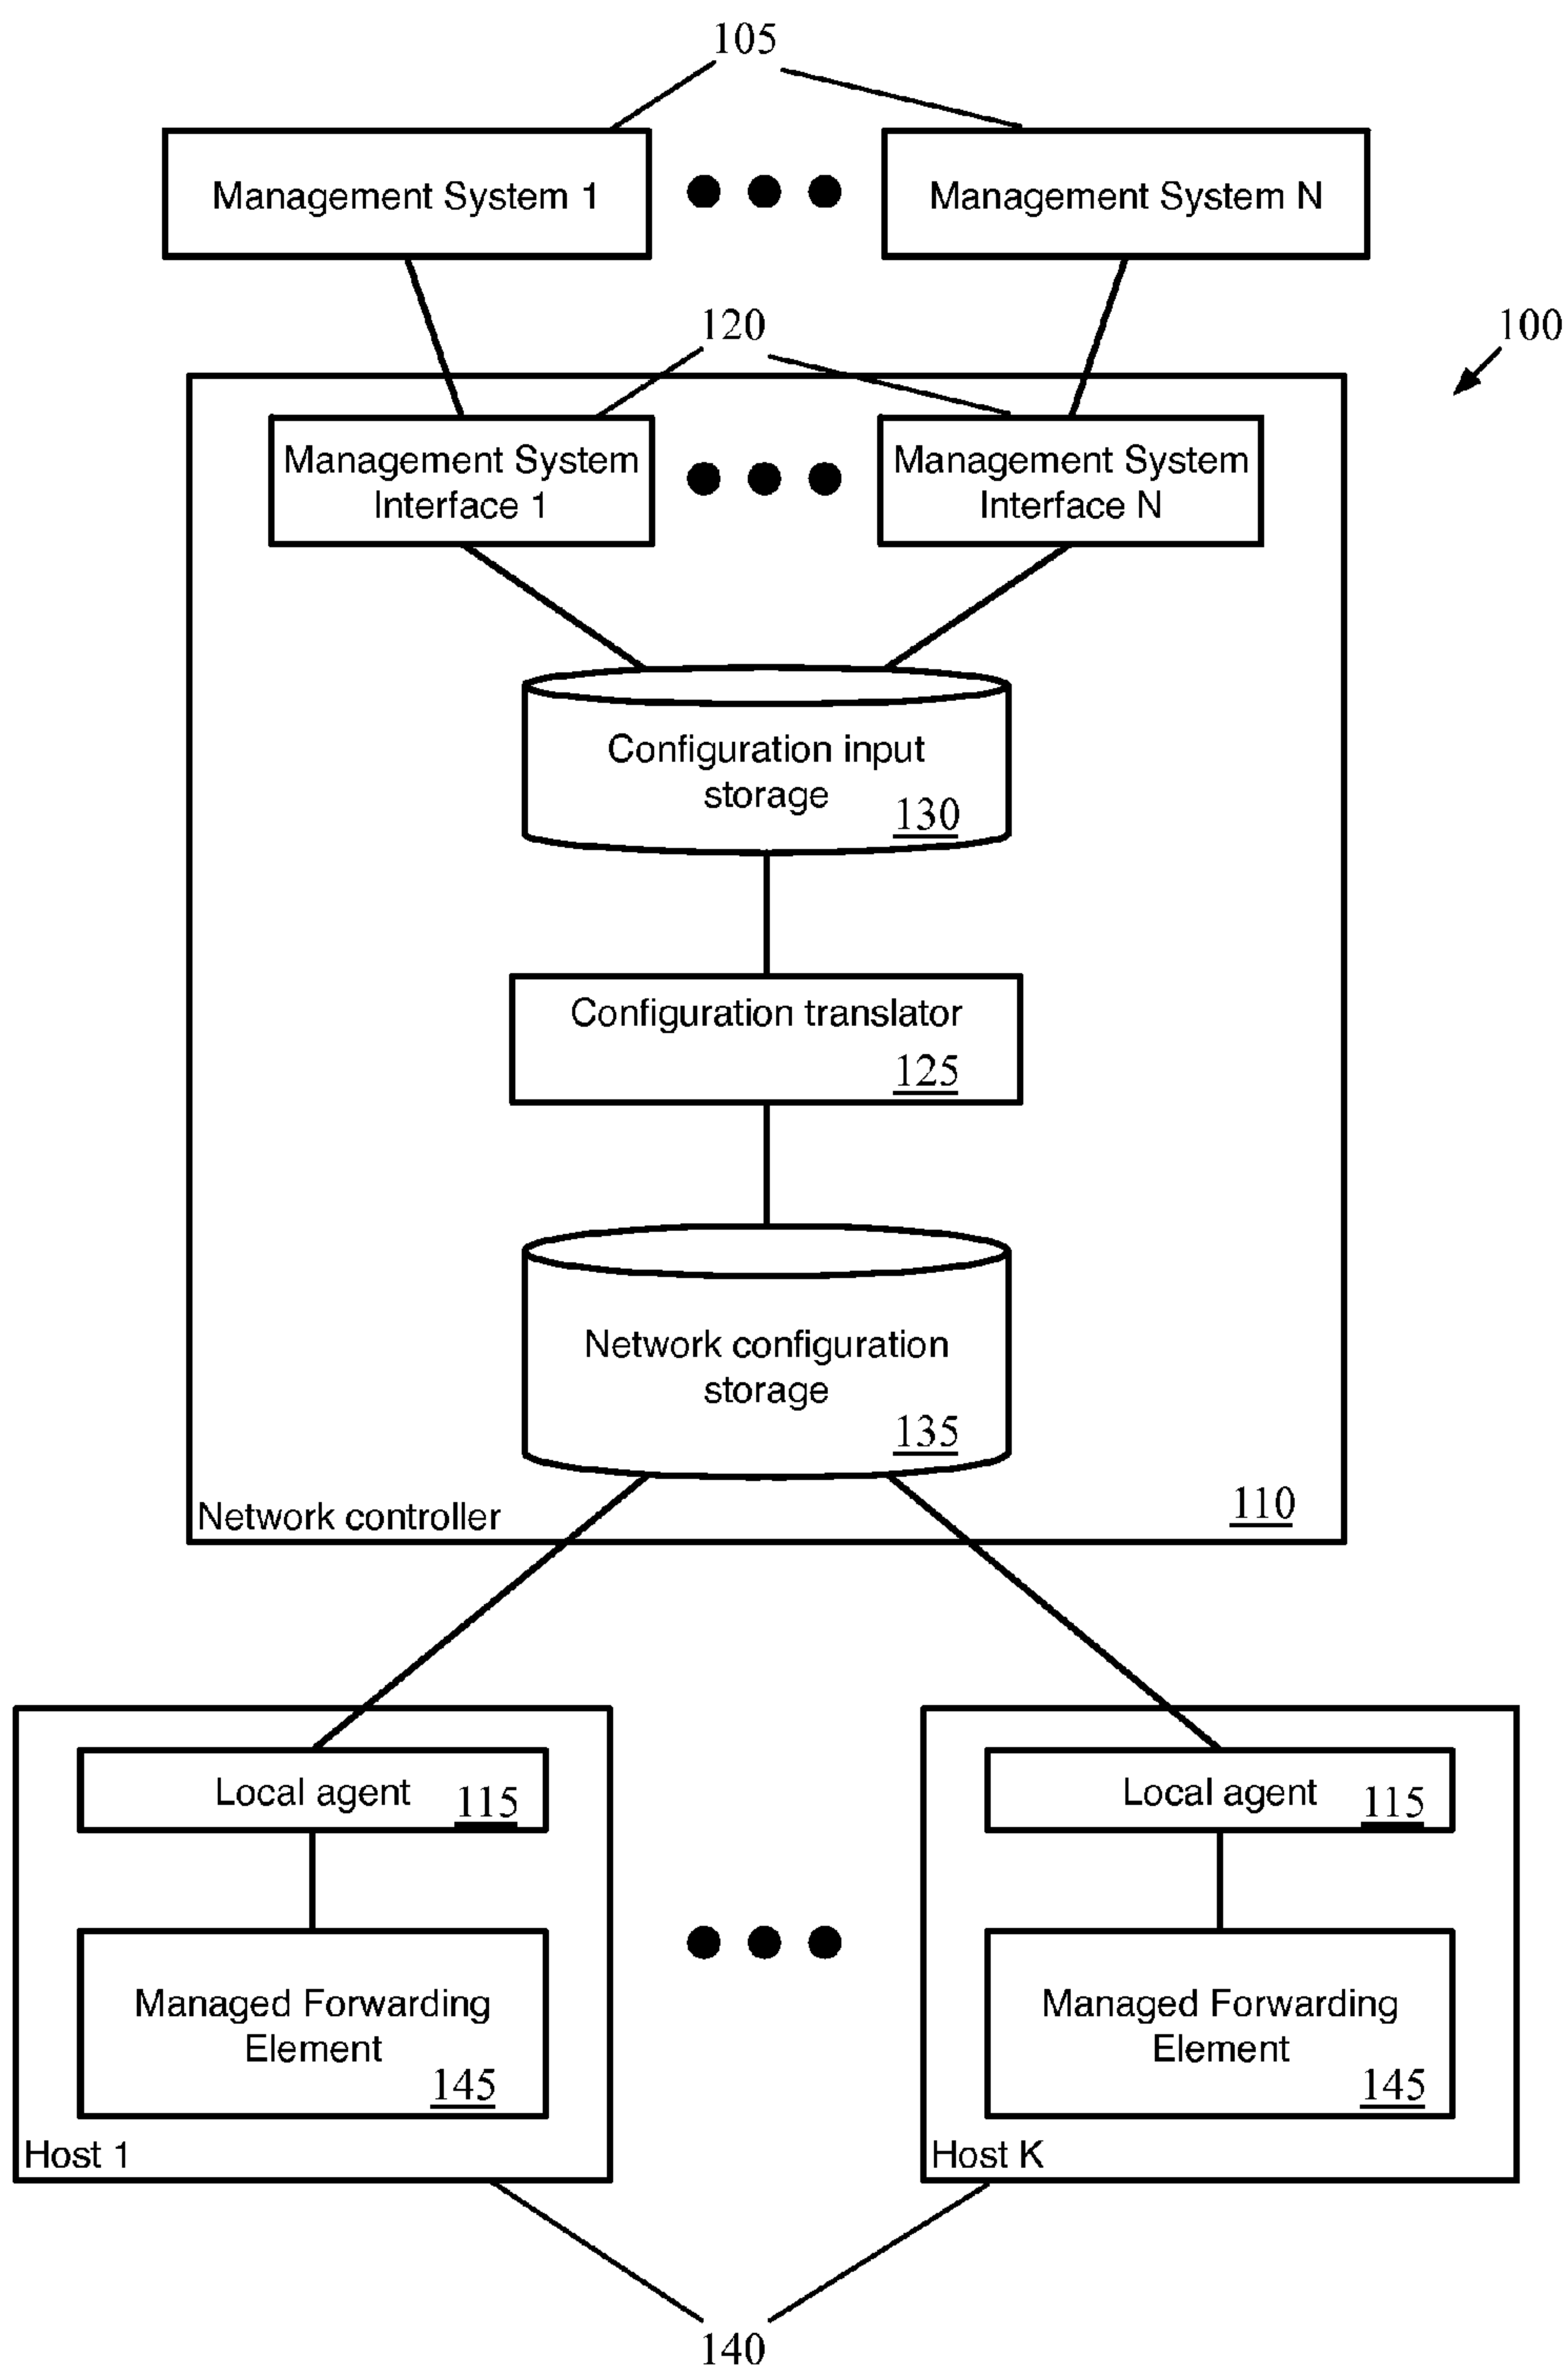 105
Management System 1
Management System N
120
100
Management System
Interface 1
Management System
Interface N
Configuration input
storage
130
Configuration translator
125
Network configuration
storage
135
Network controller
110
Local agent
115
Local agent
115
Managed Forwarding
Element
145
Managed Forwarding
Element
145
Host 1
Host K
140